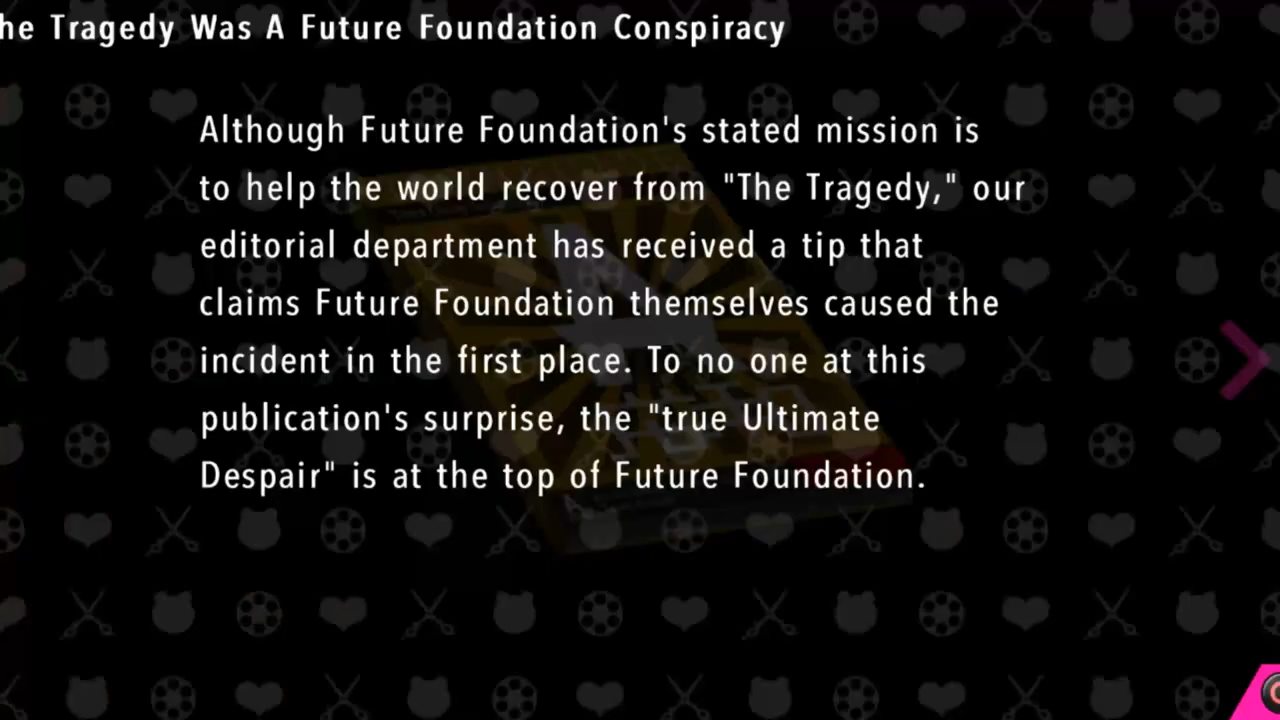 he Tragedy Was A Future Foundation Conspiracy
Although Future Foundation's stated mission is
to help the world recover from "The Tragedy," our
editorial department has received a tip that
claims Future Foundation themselves caused the
incident in the first place. To no one at this
publication's surprise, the "true Ultimate
Despair" is at the top of Future Foundation.